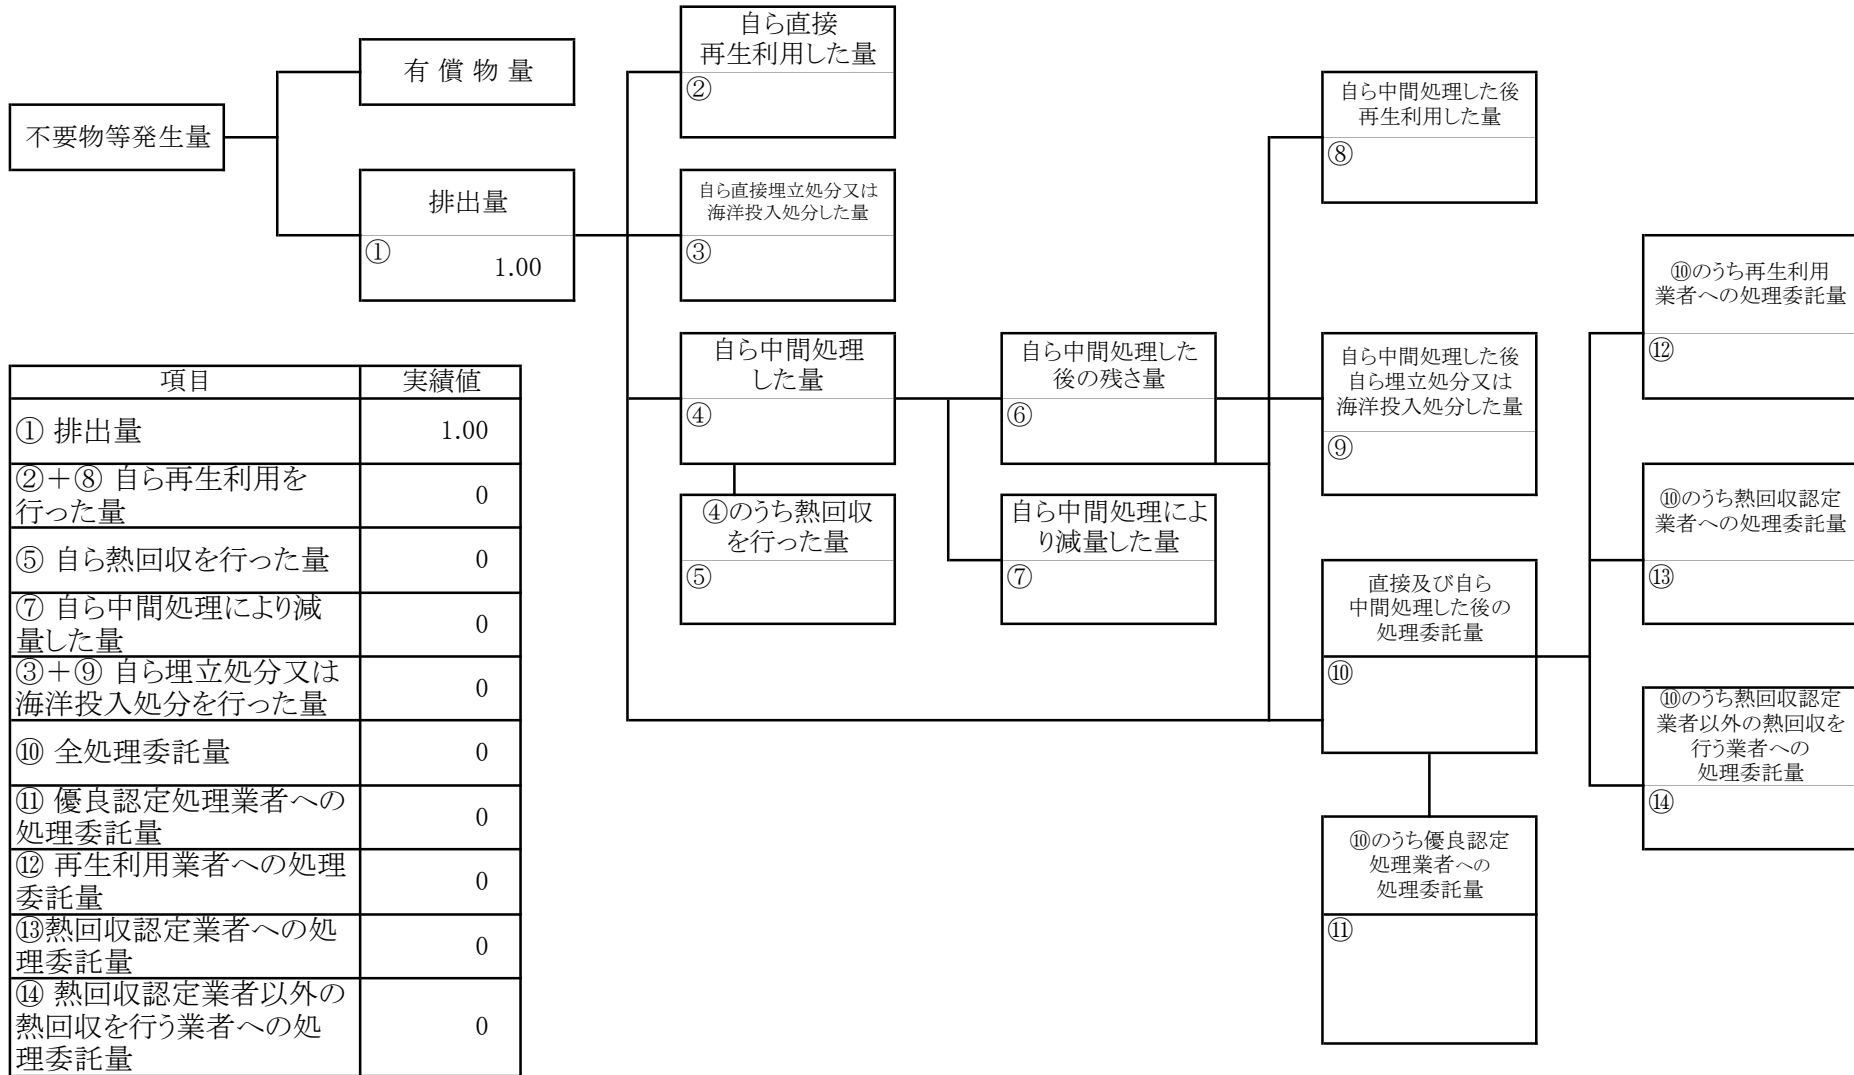 不要物等発生量
有 償 物 量
排出量
①
1.00
自ら直接
再生利用した量
②
自ら直接埋立処分又は
海洋投入処分した量
③
自ら中間処理
した量
④
④のうち熱回収
を行った量
⑤
自ら中間処理した
後の残さ量
⑥
自ら中間処理によ
り減量した量
⑦
自ら中間処理した後
再生利用した量
⑧
自ら中間処理した後
自ら埋立処分又は
海洋投入処分した量
⑨
直接及び自ら
中間処理した後の
処理委託量
⑩
⑩のうち優良認定
処理業者への
処理委託量
⑪
⑩のうち再生利用
業者への処理委託量
⑫
⑩のうち熱回収認定
業者への処理委託量
⑬
⑩のうち熱回収認定
業者以外の熱回収を
行う業者への
処理委託量
⑭
項目 実績値
① 排出量 1.00
②+⑧ 自ら再生利用を
行った量 0
⑤ 自ら熱回収を行った量 0
⑦ 自ら中間処理により減
量した量 0
③+⑨ 自ら埋立処分又は
海洋投入処分を行った量 0
⑩ 全処理委託量 0
⑪ 優良認定処理業者への
処理委託量 0
⑫ 再生利用業者への処理
委託量 0
⑬熱回収認定業者への処
理委託量 0
⑭ 熱回収認定業者以外の
熱回収を行う業者への処
理委託量 0